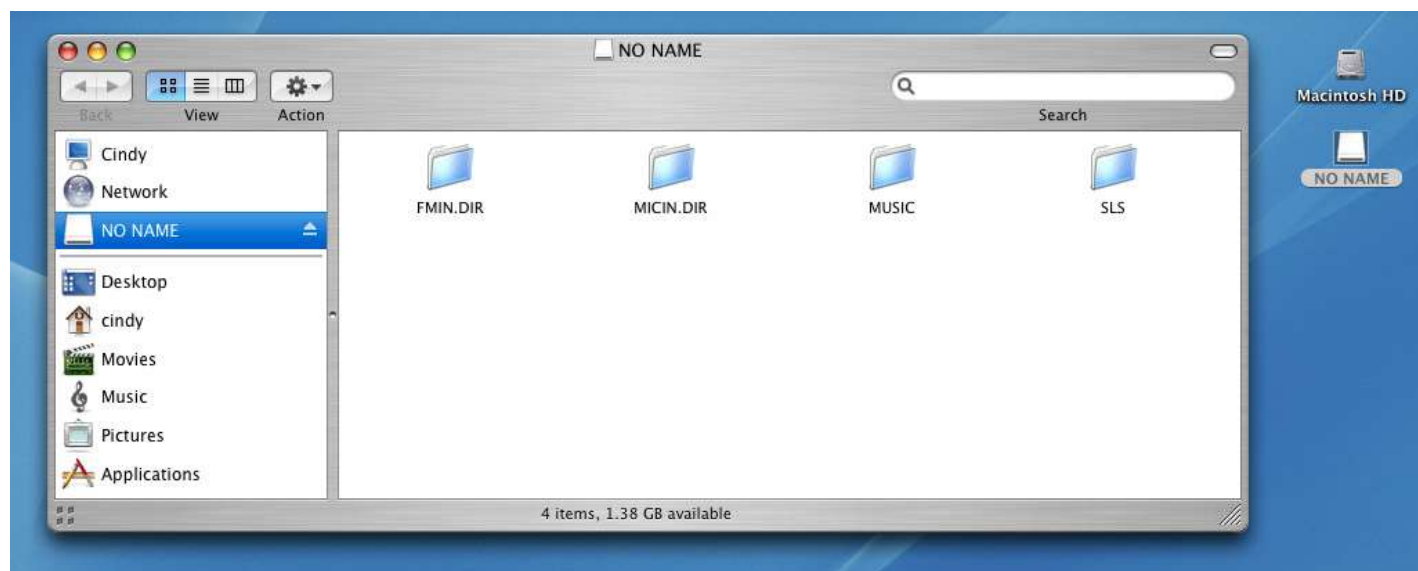 NO NAME
Back View Action Search
Cindy
Network
NO NAME
Desktop
cindy
Movies
Music
Pictures
Applications
FMIN.DIR MICIN.DIR MUSIC SLS
4 items, 1.38 GB available
Macintosh HD
NO NAME